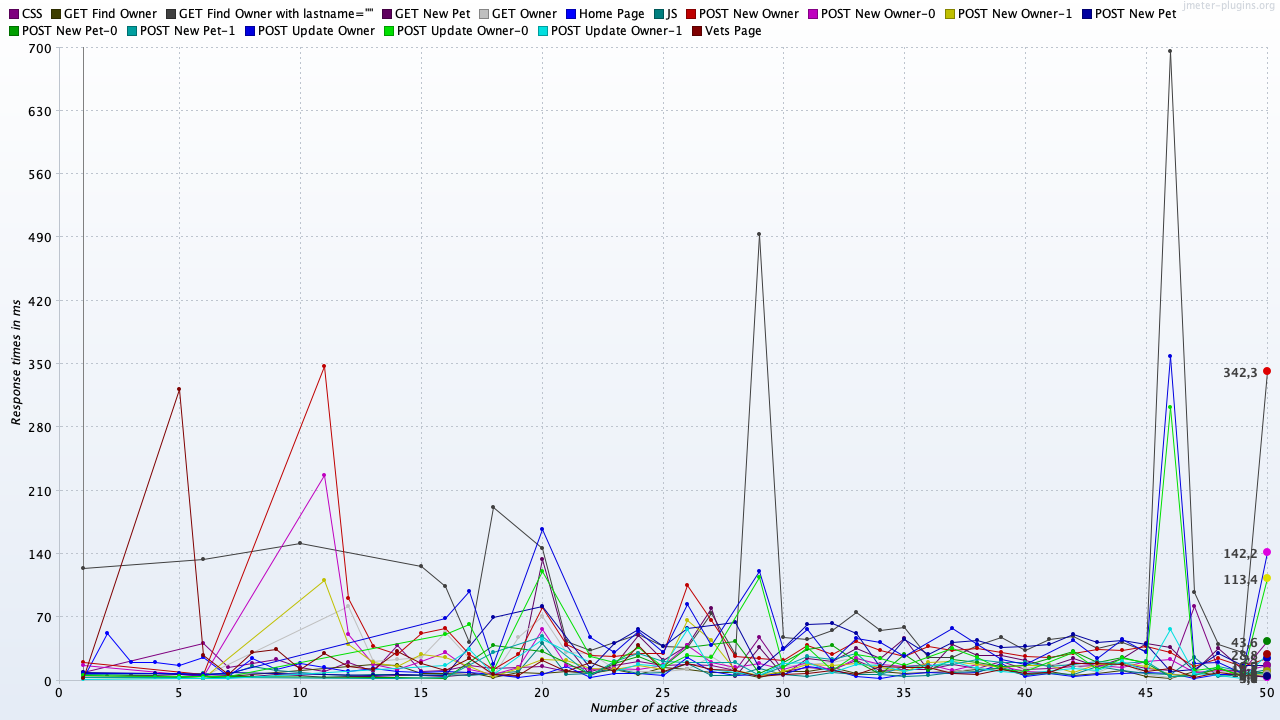 jmeter-plugins.org
CSS GET Find Owner GET Find Owner with lastname="" GET New Pet GET Owner Home Page JS POST New Owner POST New Owner-0 POST New Owner-1 POST New Pet
POST New Pet-0 POST New Pet-1 POST Update Owner POST Update Owner-0 POST Update Owner-1 Vets Page
700
630
560
490
420
350
342,3
280
210
140
142,2
113,4
70
43,6
0
Response times in ms
0 5 10 15 20 25 30 35 40 45 50
Number of active threads